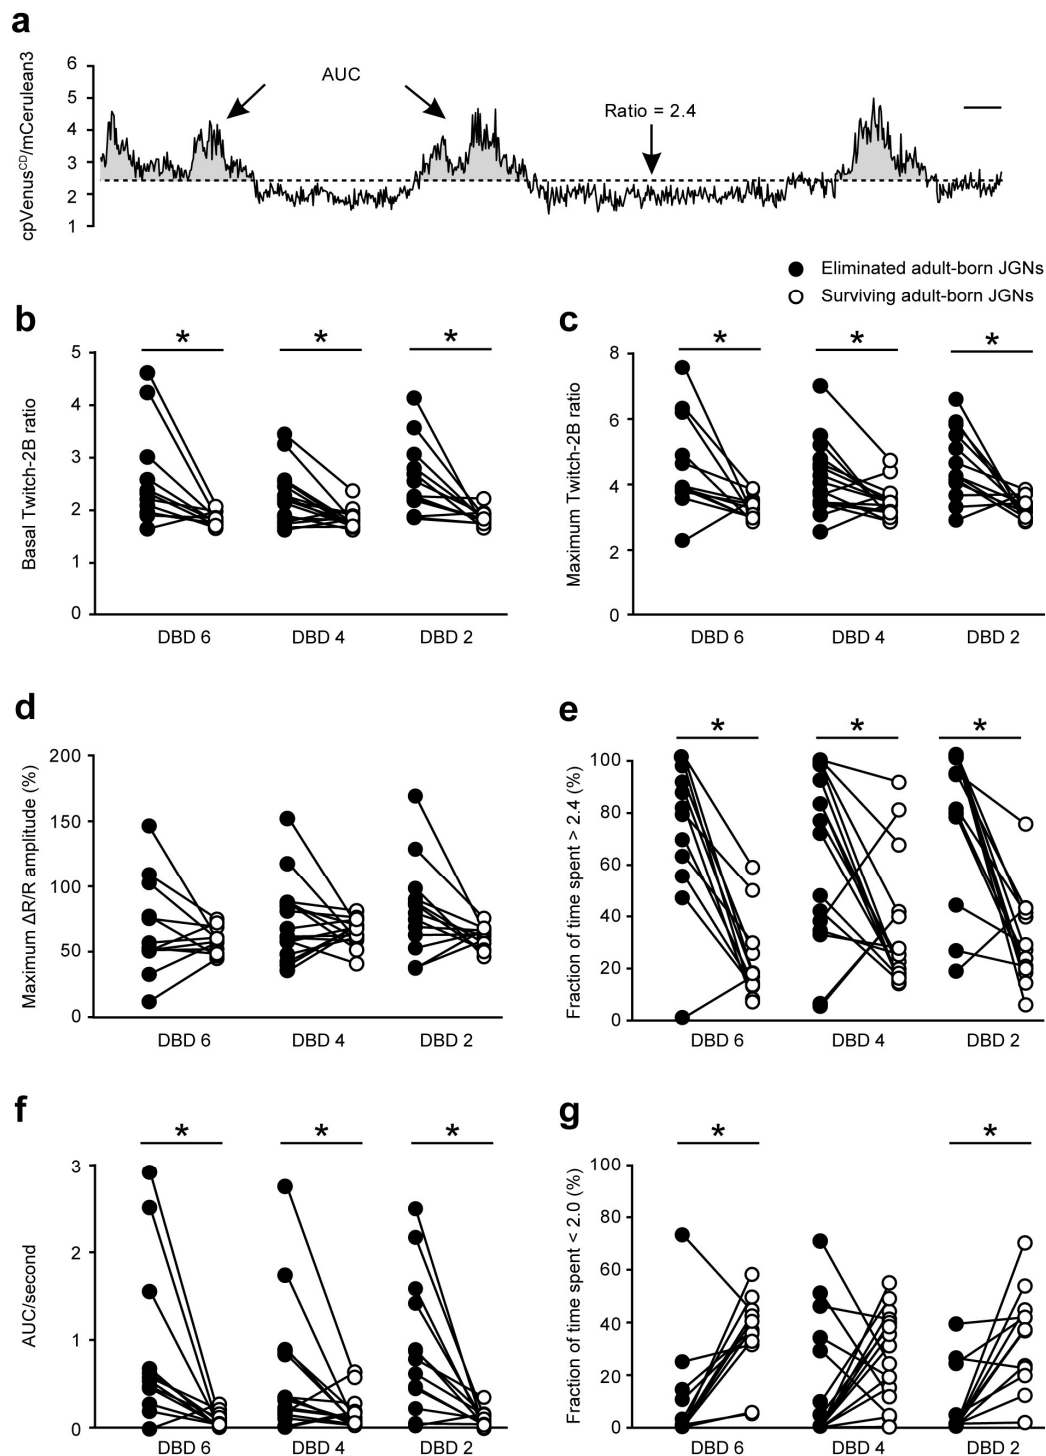 a
cpVenusCD/mCerulean3
6
5
4
3
2
1
AUC
Ratio = 2.4
Eliminated adult-born JGNs
Surviving adult-born JGNs
b
Basal Twitch-2B ratio
5
4
3
2
1
0
* * *
DBD 6 DBD 4 DBD 2
c
Maximum Twitch-2B ratio
8
6
4
2
0
* * *
DBD 6 DBD 4 DBD 2
d
Maximum ΔR/R amplitude (%)
200
150
100
50
0
DBD 6 DBD 4 DBD 2
e
Fraction of time spent > 2.4 (%)
100
80
60
40
20
0
* * *
DBD 6 DBD 4 DBD 2
f
AUC/second
3
2
1
0
* * *
DBD 6 DBD 4 DBD 2
g
Fraction of time spent < 2.0 (%)
100
80
60
40
20
0
* *
DBD 6 DBD 4 DBD 2